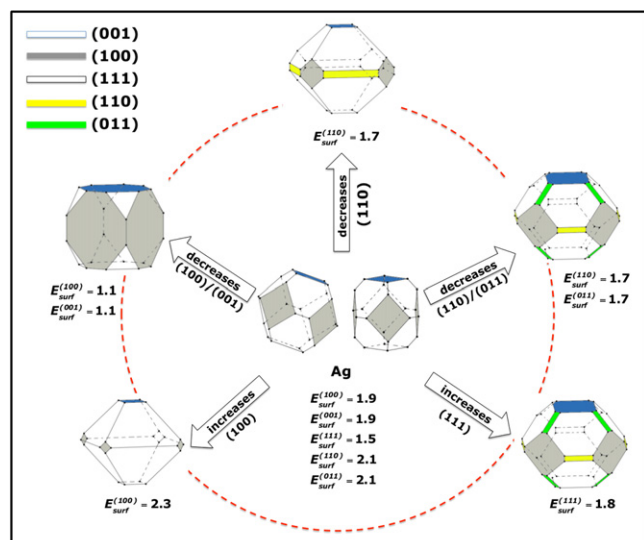 (001)
(100)
(111)
(110)
(011)
E(110)surf = 1.7
decreases
(110)
decreases
(100)/(001)
decreases
(110)/(011)
E(100)surf = 1.1
E(001)surf = 1.1
E(110)surf = 1.7
E(011)surf = 1.7
Ag
E(100)surf = 1.9
E(001)surf = 1.9
E(111)surf = 1.5
E(110)surf = 2.1
E(011)surf = 2.1
increases
(100)
increases
(111)
E(100)surf = 2.3
E(111)surf = 1.8